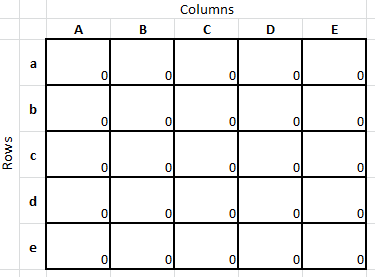 Columns
A B C D E
Rows
a 0 0 0 0 0
b 0 0 0 0 0
c 0 0 0 0 0
d 0 0 0 0 0
e 0 0 0 0 0